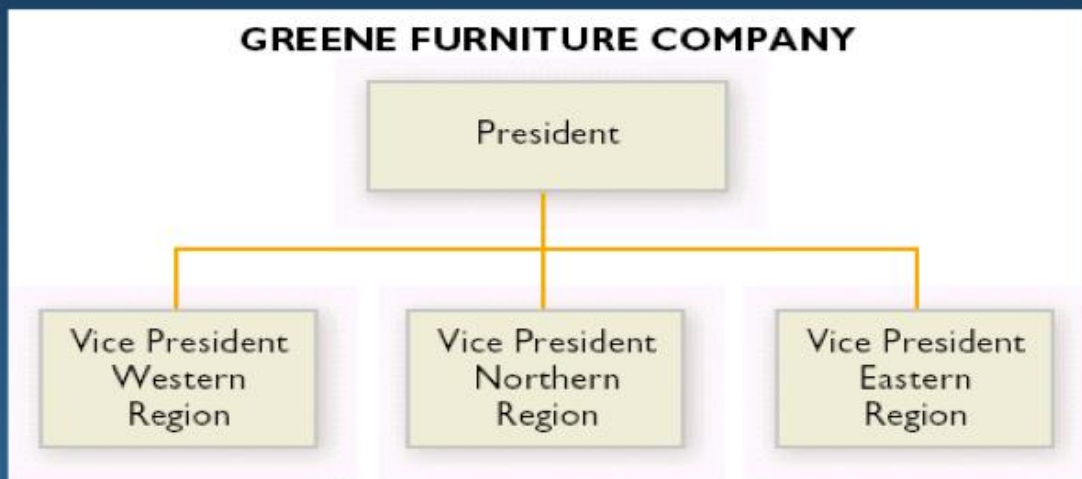 GREENE FURNITURE COMPANY
President
Vice President
Western
Region
Vice President
Northern
Region
Vice President
Eastern
Region